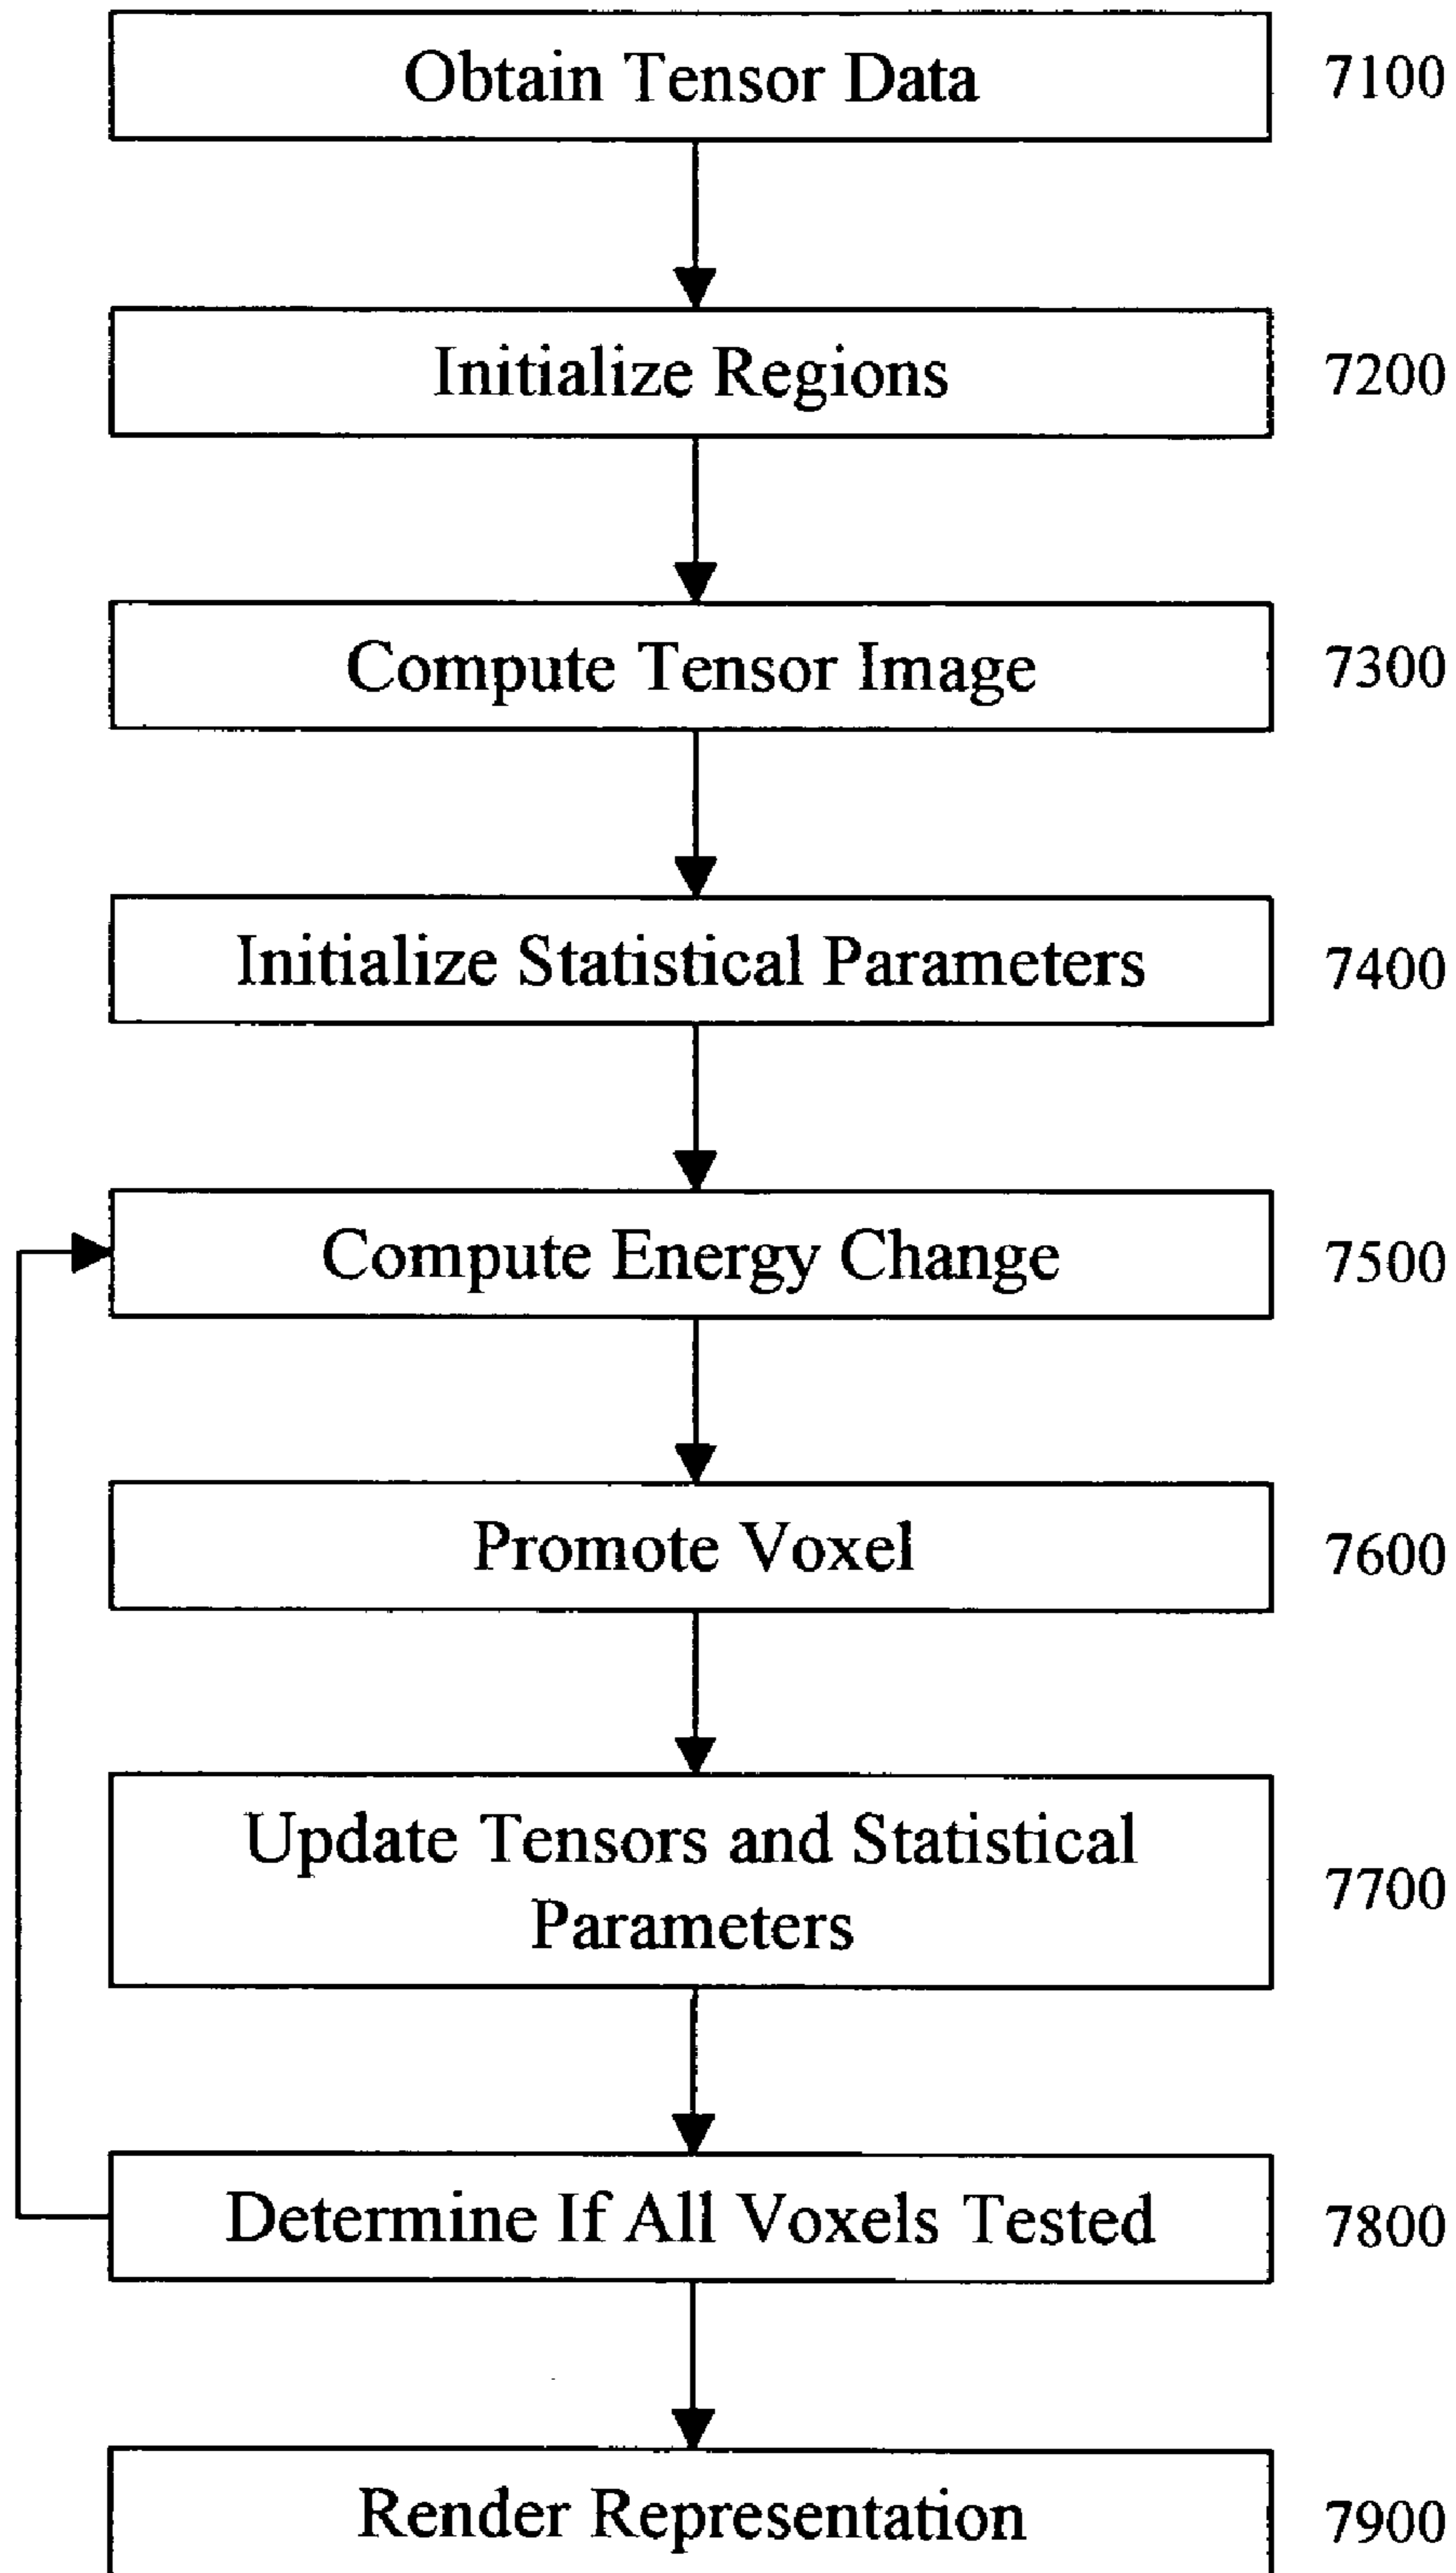 Obtain Tensor Data 7100
Initialize Regions 7200
Compute Tensor Image 7300
Initialize Statistical Parameters 7400
Compute Energy Change 7500
Promote Voxel 7600
Update Tensors and Statistical
Parameters
7700
Determine If All Voxels Tested 7800
Render Representation 7900